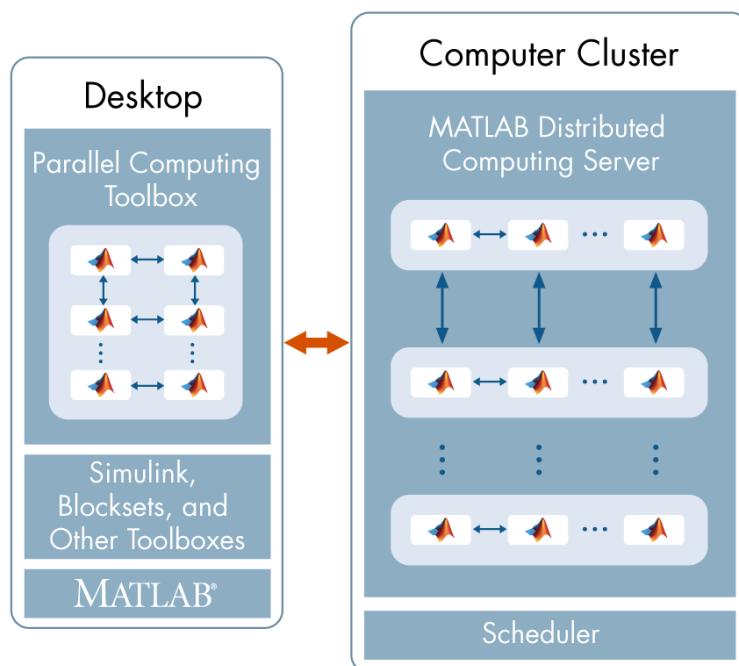 Desktop
Parallel Computing
Toolbox
Simulink,
Blocksets, and
Other Toolboxes
MATLAB®
Computer Cluster
MATLAB Distributed
Computing Server
Scheduler